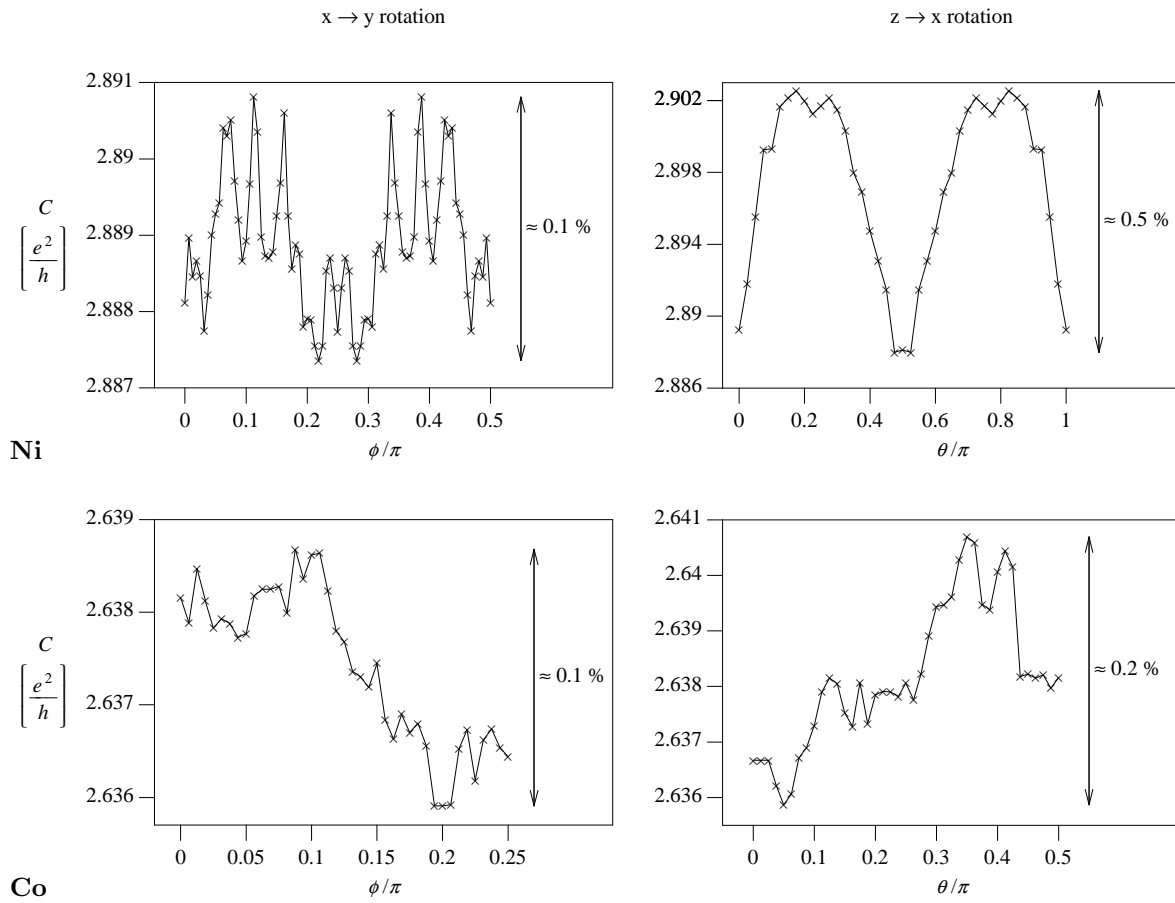 x → y rotation
z → x rotation
2.891
2.89
2.889
2.888
2.887
C
[e²/h]
≈ 0.1 %
0 0.1 0.2 0.3 0.4 0.5
ϕ/π
2.902
2.898
2.894
2.89
2.886
≈ 0.5 %
0 0.2 0.4 0.6 0.8 1
θ/π
Ni
2.639
2.638
2.637
2.636
C
[e²/h]
≈ 0.1 %
0 0.05 0.1 0.15 0.2 0.25
ϕ/π
2.641
2.64
2.639
2.638
2.637
2.636
≈ 0.2 %
0 0.1 0.2 0.3 0.4 0.5
θ/π
Co